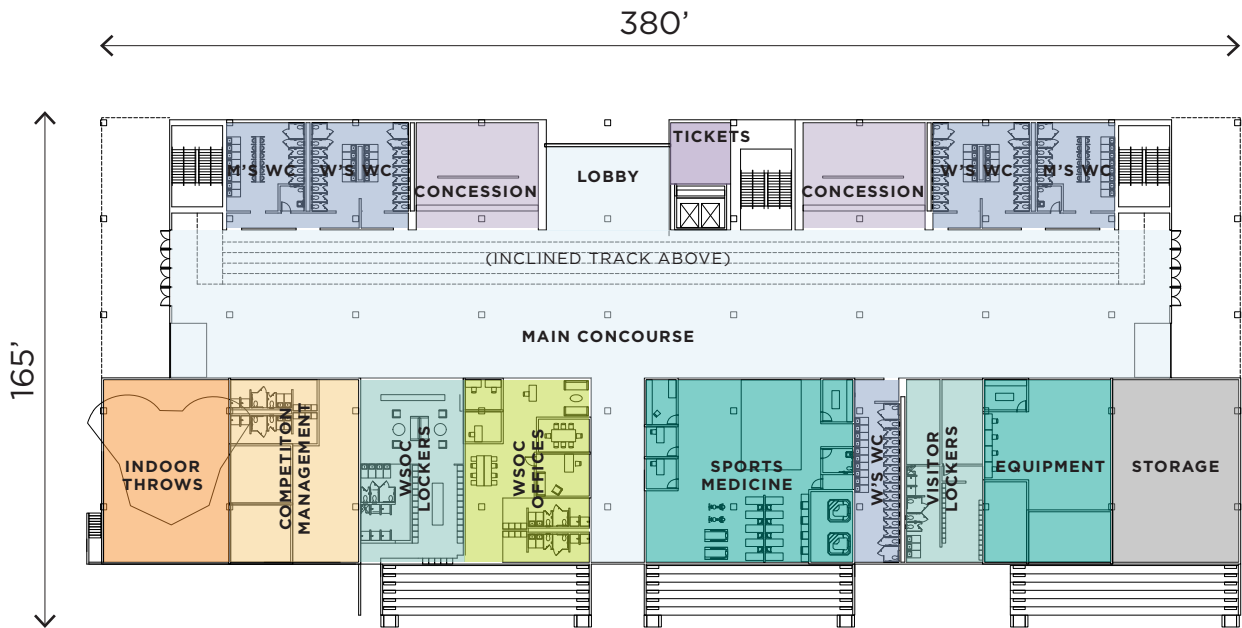 380’
165’
TICKETS
M’S WC
W’S WC
CONCESSION
LOBBY
CONCESSION
W’S WC
M’S WC
(INCLINED TRACK ABOVE)
MAIN CONCOURSE
INDOOR
THROWS
COMPETITON
MANAGEMENT
WSOC
LOCKERS
WSOC
OFFICES
SPORTS
MEDICINE
W’S WC
VISITOR
LOCKERS
EQUIPMENT
STORAGE